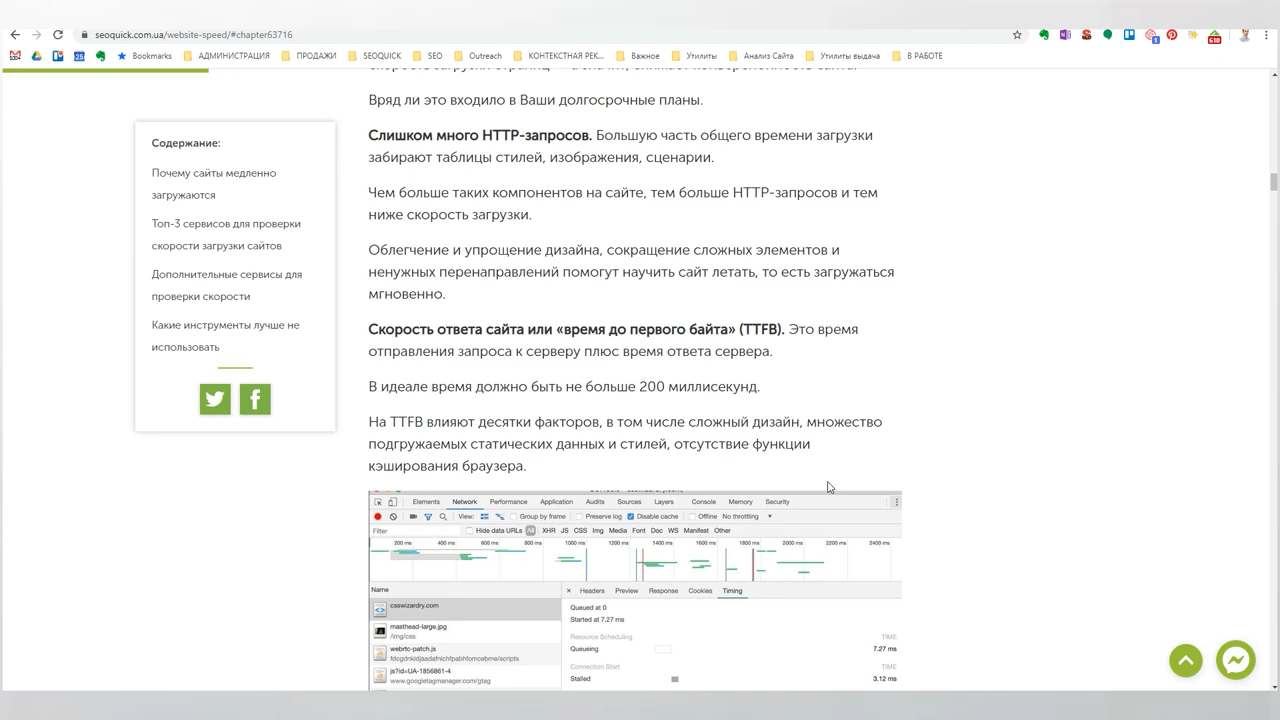 seoquick.com.ua/website-speed/#chapter63716
Bookmarks АДМИНИСТРАЦИЯ ПРОДАЖИ SEOQUICK SEO Outreach КОНТЕКСТНАЯ РЕК... Важное Утилиты Анализ Сайта Утилиты выдача В РАБОТЕ
Вряд ли это входило в Ваши долгосрочные планы.
Слишком много HTTP-запросов. Большую часть общего времени загрузки
забирают таблицы стилей, изображения, сценарии.
Чем больше таких компонентов на сайте, тем больше HTTP-запросов и тем
ниже скорость загрузки.
Облегчение и упрощение дизайна, сокращение сложных элементов и
ненужных перенаправлений помогут научить сайт летать, то есть загружаться
мгновенно.
Скорость ответа сайта или «время до первого байта» (TTFB). Это время
отправления запроса к серверу плюс время ответа сервера.
В идеале время должно быть не больше 200 миллисекунд.
На TTFB влияют десятки факторов, в том числе сложный дизайн, множество
подгружаемых статических данных и стилей, отсутствие функции
кэширования браузера.
Содержание:
Почему сайты медленно
загружаются
Топ-3 сервисов для проверки
скорости загрузки сайтов
Дополнительные сервисы для
проверки скорости
Какие инструменты лучше не
использовать
Elements Network Performance Application Audits Sources Layers Console Memory Security
View: Group by frame Preserve log Disable cache Offline No throttling
Filter Hide data URLs All XHR JS CSS Img Media Font Doc WS Manifest Other
200 ms 400 ms 600 ms 800 ms 1000 ms 1200 ms 1400 ms 1600 ms 1800 ms 2000 ms 2200 ms 2400 ms
Name Headers Preview Response Cookies Timing
csswizardry.com
masthead-large.jpg
/img/css
webrtc-patch.js
js?id=UA-1856861-4
www.googletagmanager.com/gtag
Queued at 0
Started at 7.27 ms
Resource Scheduling TIME
Queueing 7.27 ms
Connection Start TIME
Stalled 3.12 ms